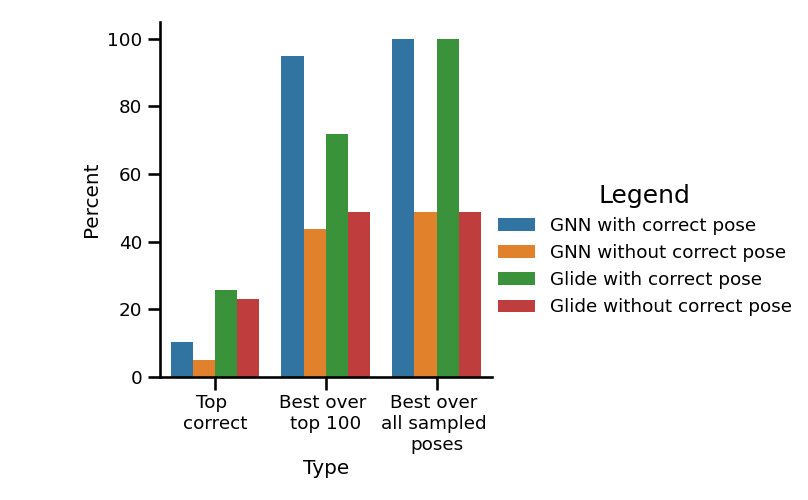 100
80
60
40
20
0
Percent
Top
correct
Best over
top 100
Best over
all sampled
poses
Type
Legend
GNN with correct pose
GNN without correct pose
Glide with correct pose
Glide without correct pose